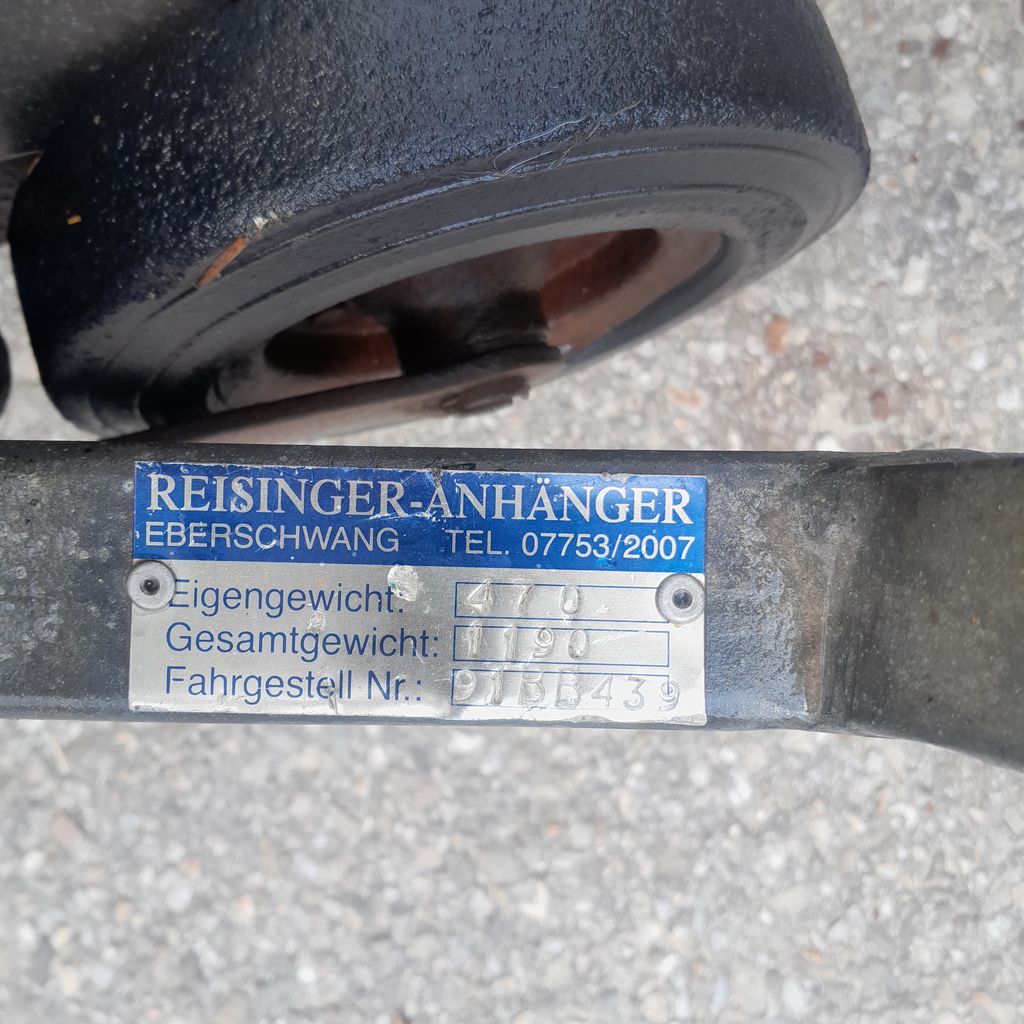 REISINGER-ANHÄNGER
EBERSCHWANG TEL. 07753/2007
Eigengewicht: 470
Gesamtgewicht: 1190
Fahrgestell Nr.: 91BB439